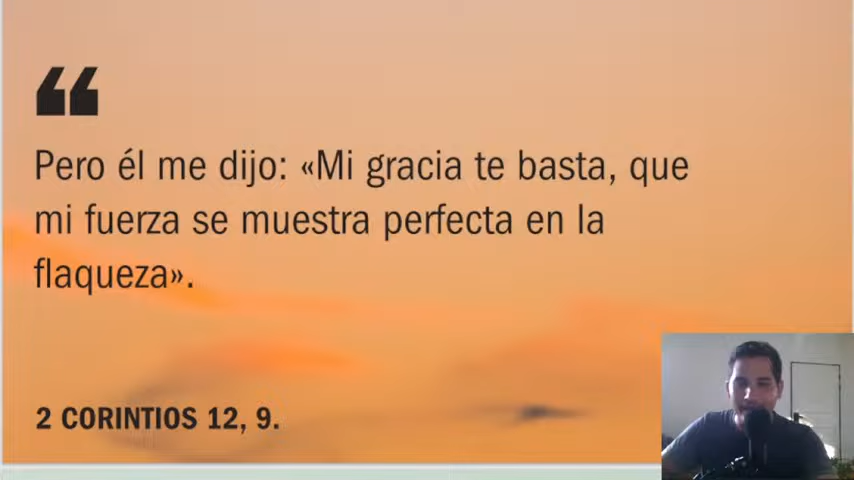 “
Pero él me dijo: «Mi gracia te basta, que
mi fuerza se muestra perfecta en la
flaqueza».
2 CORINTIOS 12, 9.